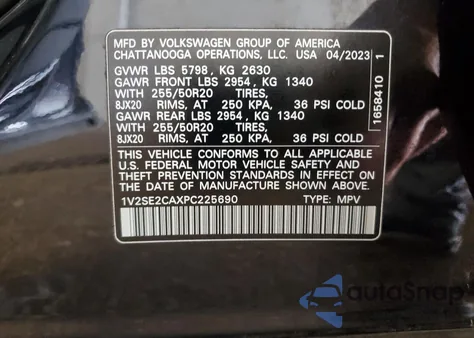 MFD BY VOLKSWAGEN GROUP OF AMERICA
CHATTANOOGA OPERATIONS, LLC. USA 04/2023
GVWR LBS 5798, KG 2630
GAWR FRONT LBS 2954, KG 1340
WITH 255/50R20 TIRES,
8JX20 RIMS, AT 250 KPA, 36 PSI COLD
GAWR REAR LBS 2954, KG 1340
WITH 255/50R20 TIRES,
8JX20 RIMS, AT 250 KPA, 36 PSI COLD
THIS VEHICLE CONFORMS TO ALL APPLICABLE
U.S. FEDERAL MOTOR VEHICLE SAFETY AND
THEFT PREVENTION STANDARDS IN EFFECT ON
THE DATE OF MANUFACTURE SHOWN ABOVE.
1V2SE2CAXPC225690 TYPE: MPV
1658410 1
autoSnap